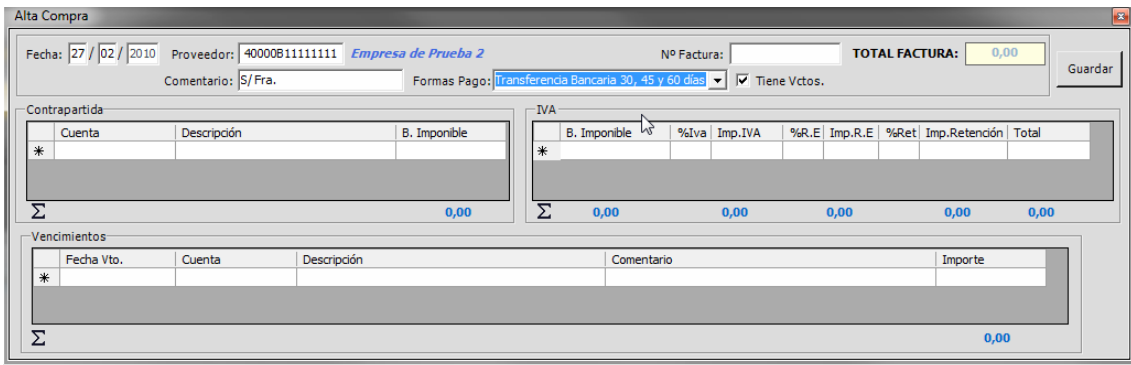 Alta Compra
Fecha: 27 / 02 / 2010 Proveedor: 40000B11111111 Empresa de Prueba 2 Nº Factura: TOTAL FACTURA: 0,00
Guardar
Comentario: S/ Fra. Formas Pago: Transferencia Bancaria 30, 45 y 60 días Tiene Vctos.
Contrapartida IVA
Cuenta Descripción B. Imponible B. Imponible %Iva Imp.IVA %R.E Imp.R.E %Ret Imp.Retención Total
Σ 0,00 Σ 0,00 0,00 0,00 0,00 0,00
Vencimientos
Fecha Vto. Cuenta Descripción Comentario Importe
Σ 0,00